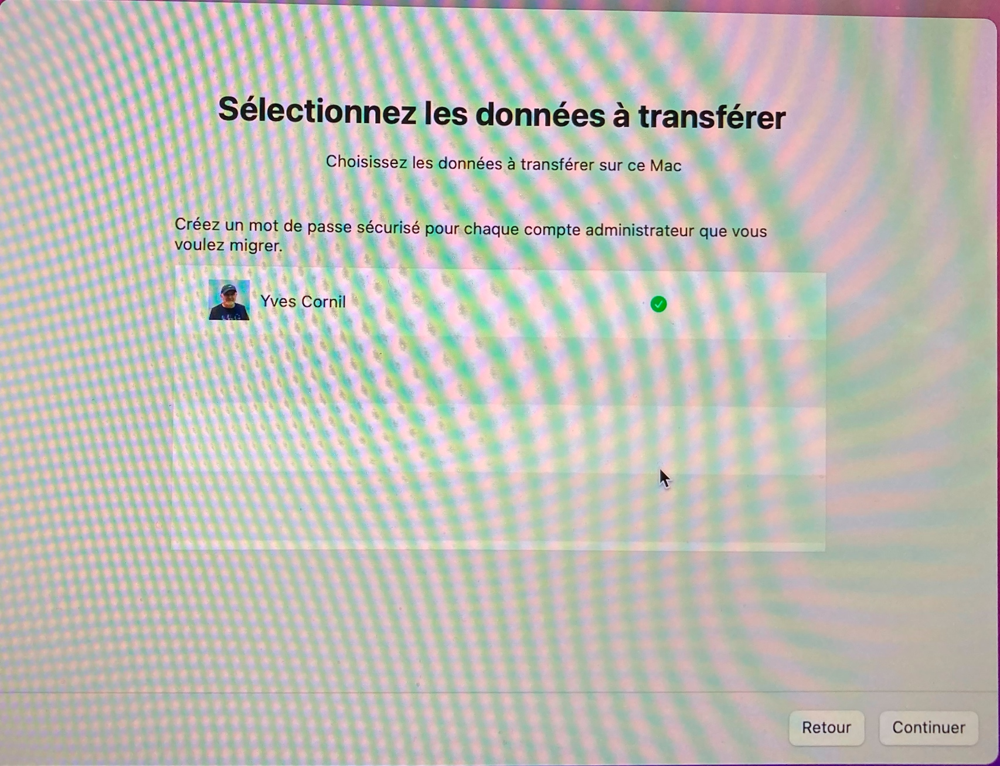 Sélectionnez les données à transférer
Choisissez les données à transférer sur ce Mac
Créez un mot de passe sécurisé pour chaque compte administrateur que vous
voulez migrer.
Yves Cornil
Retour
Continuer